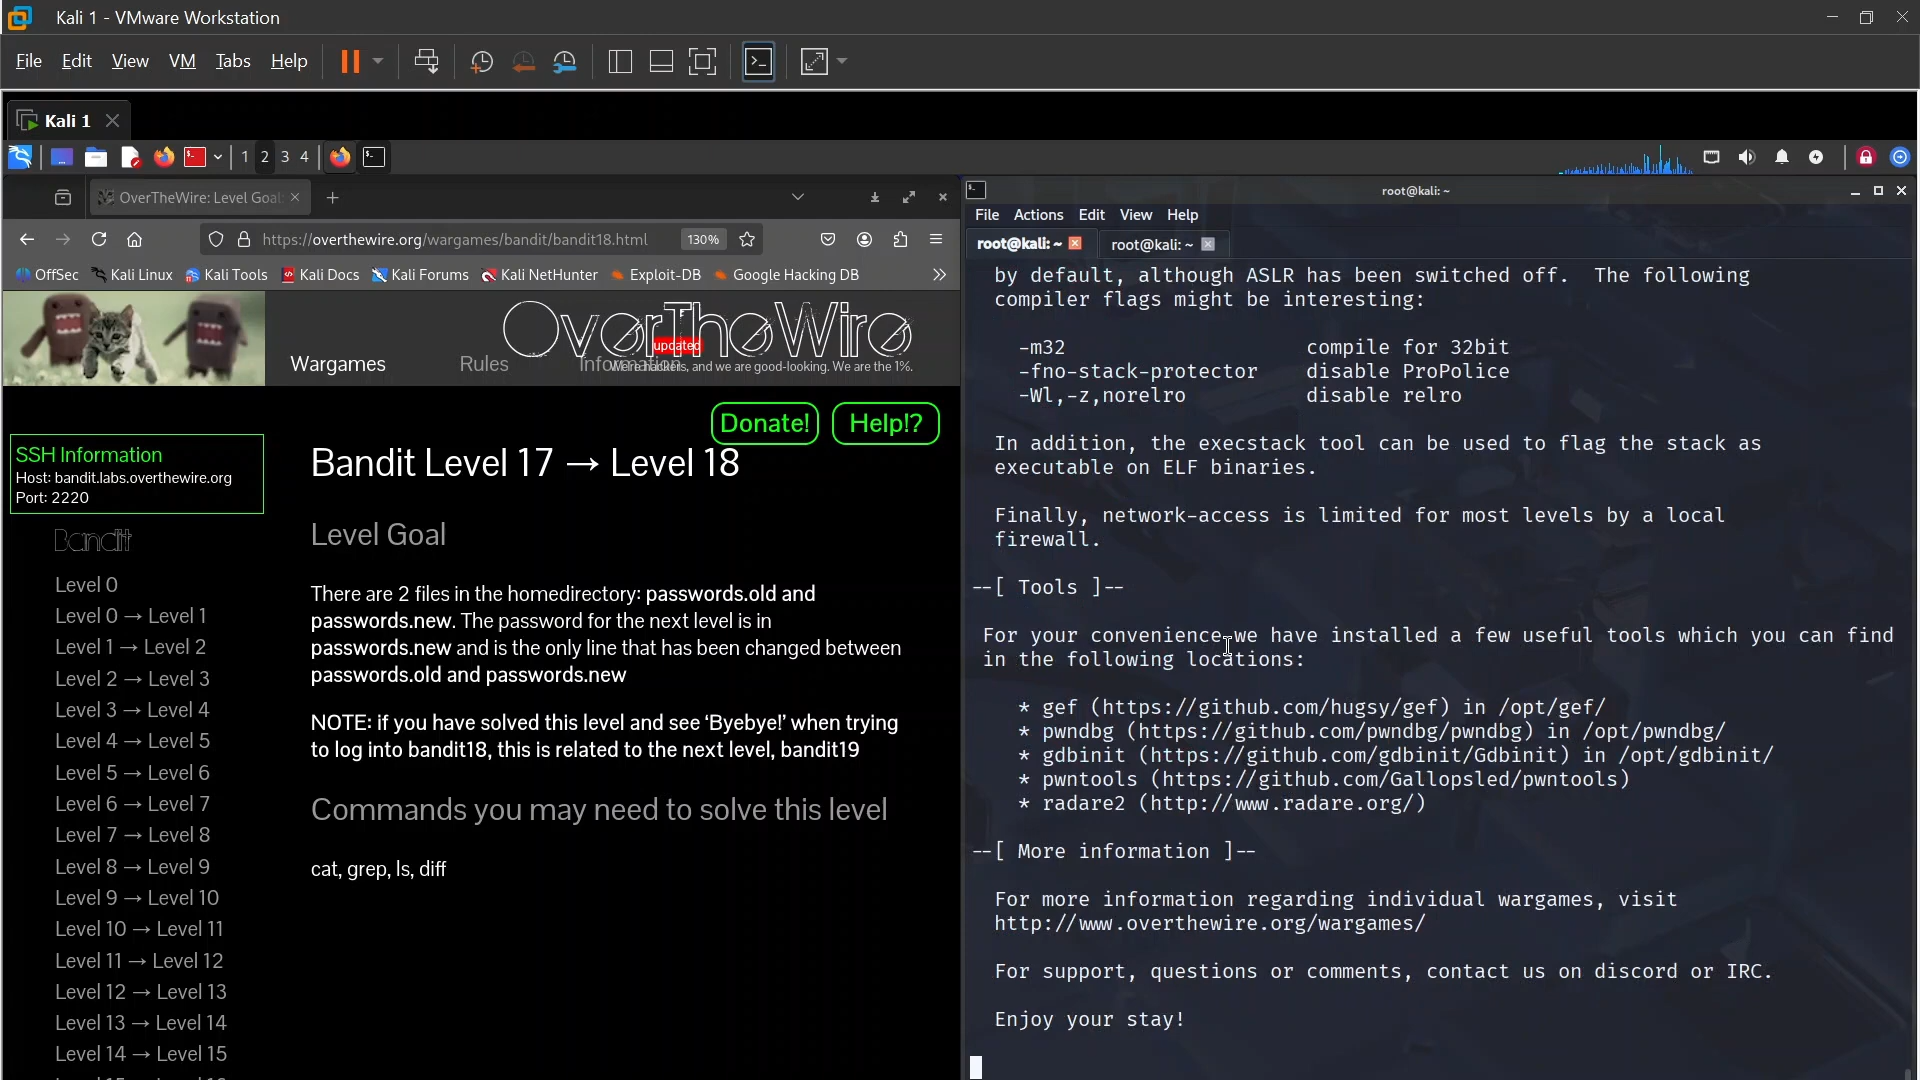 Kali 1 - VMware Workstation
File Edit View VM Tabs Help
Kali 1
1 2 3 4
OverTheWire: Level Goal
root@kali: ~
https://overthewire.org/wargames/bandit/bandit18.html 130%
File Actions Edit View Help
root@kali: ~ root@kali: ~
OffSec Kali Linux Kali Tools Kali Docs Kali Forums Kali NetHunter Exploit-DB Google Hacking DB
OverTheWire
updated
Wargames Rules Information
We're hackers, and we are good-looking. We are the 1%.
Donate! Help!?
SSH Information
Host: bandit.labs.overthewire.org
Port: 2220
Bandit
Level 0
Level 0 → Level 1
Level 1 → Level 2
Level 2 → Level 3
Level 3 → Level 4
Level 4 → Level 5
Level 5 → Level 6
Level 6 → Level 7
Level 7 → Level 8
Level 8 → Level 9
Level 9 → Level 10
Level 10 → Level 11
Level 11 → Level 12
Level 12 → Level 13
Level 13 → Level 14
Level 14 → Level 15
Bandit Level 17 → Level 18
Level Goal
There are 2 files in the homedirectory: passwords.old and
passwords.new. The password for the next level is in
passwords.new and is the only line that has been changed between
passwords.old and passwords.new
NOTE: if you have solved this level and see ‘Byebye!’ when trying
to log into bandit18, this is related to the next level, bandit19
Commands you may need to solve this level
cat, grep, ls, diff
by default, although ASLR has been switched off.  The following
compiler flags might be interesting:
-m32                    compile for 32bit
-fno-stack-protector    disable ProPolice
-Wl,-z,norelro          disable relro
In addition, the execstack tool can be used to flag the stack as
executable on ELF binaries.
Finally, network-access is limited for most levels by a local
firewall.
--[ Tools ]--
For your convenience we have installed a few useful tools which you can find
in the following locations:
* gef (https://github.com/hugsy/gef) in /opt/gef/
* pwndbg (https://github.com/pwndbg/pwndbg) in /opt/pwndbg/
* gdbinit (https://github.com/gdbinit/Gdbinit) in /opt/gdbinit/
* pwntools (https://github.com/Gallopsled/pwntools)
* radare2 (http://www.radare.org/)
--[ More information ]--
For more information regarding individual wargames, visit
http://www.overthewire.org/wargames/
For support, questions or comments, contact us on discord or IRC.
Enjoy your stay!